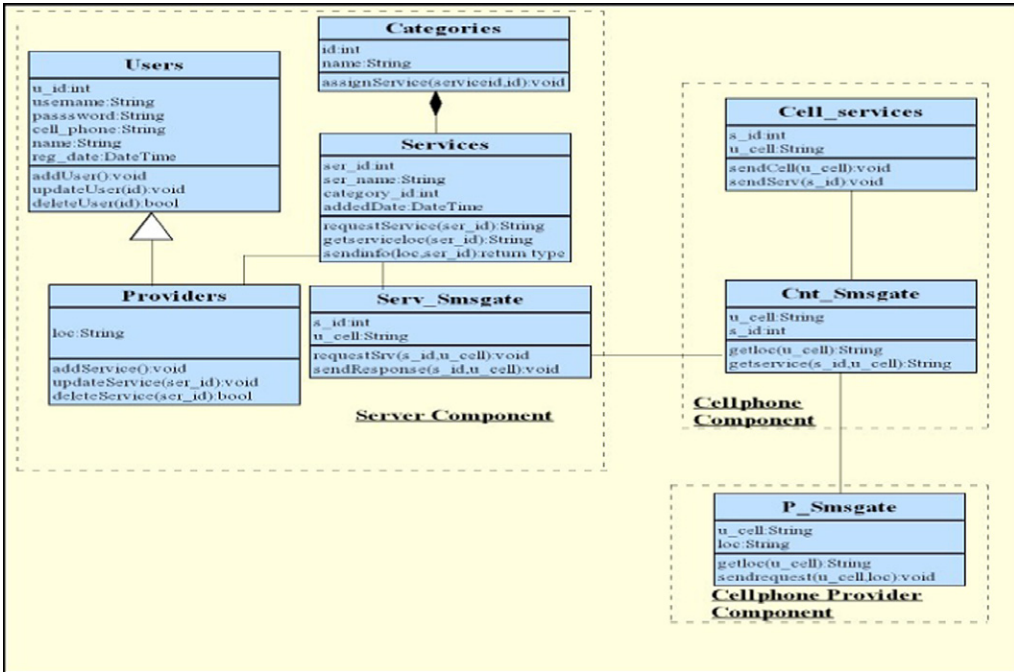 Categories
id:int
name:String
assignService(serviceid,id):void
Users
u_id:int
username:String
passsword:String
cell_phone:String
name:String
reg_date:DateTime
addUser():void
updateUser(id):void
deleteUser(id):bool
Services
ser_id:int
ser_name:String
category_id:int
addedDate:DateTime
requestService(ser_id):String
getserviceloc(ser_id):String
sendinfo(loc,ser_id):return type
Providers
loc:String
addService():void
updateService(ser_id):void
deleteService(ser_id):bool
Serv_Smsgate
s_id:int
u_cell:String
requestSrv(s_id,u_cell):void
sendResponse(s_id,u_cell):void
Server Component
Cell_services
s_id:int
u_cell:String
sendCell(u_cell):void
sendServ(s_id):void
Cnt_Smsgate
u_cell:String
s_id:int
getloc(u_cell):String
getservice(s_id,u_cell):String
Cellphone
Component
P_Smsgate
u_cell:String
loc:String
getloc(u_cell):String
sendrequest(u_cell,loc):void
Cellphone Provider
Component